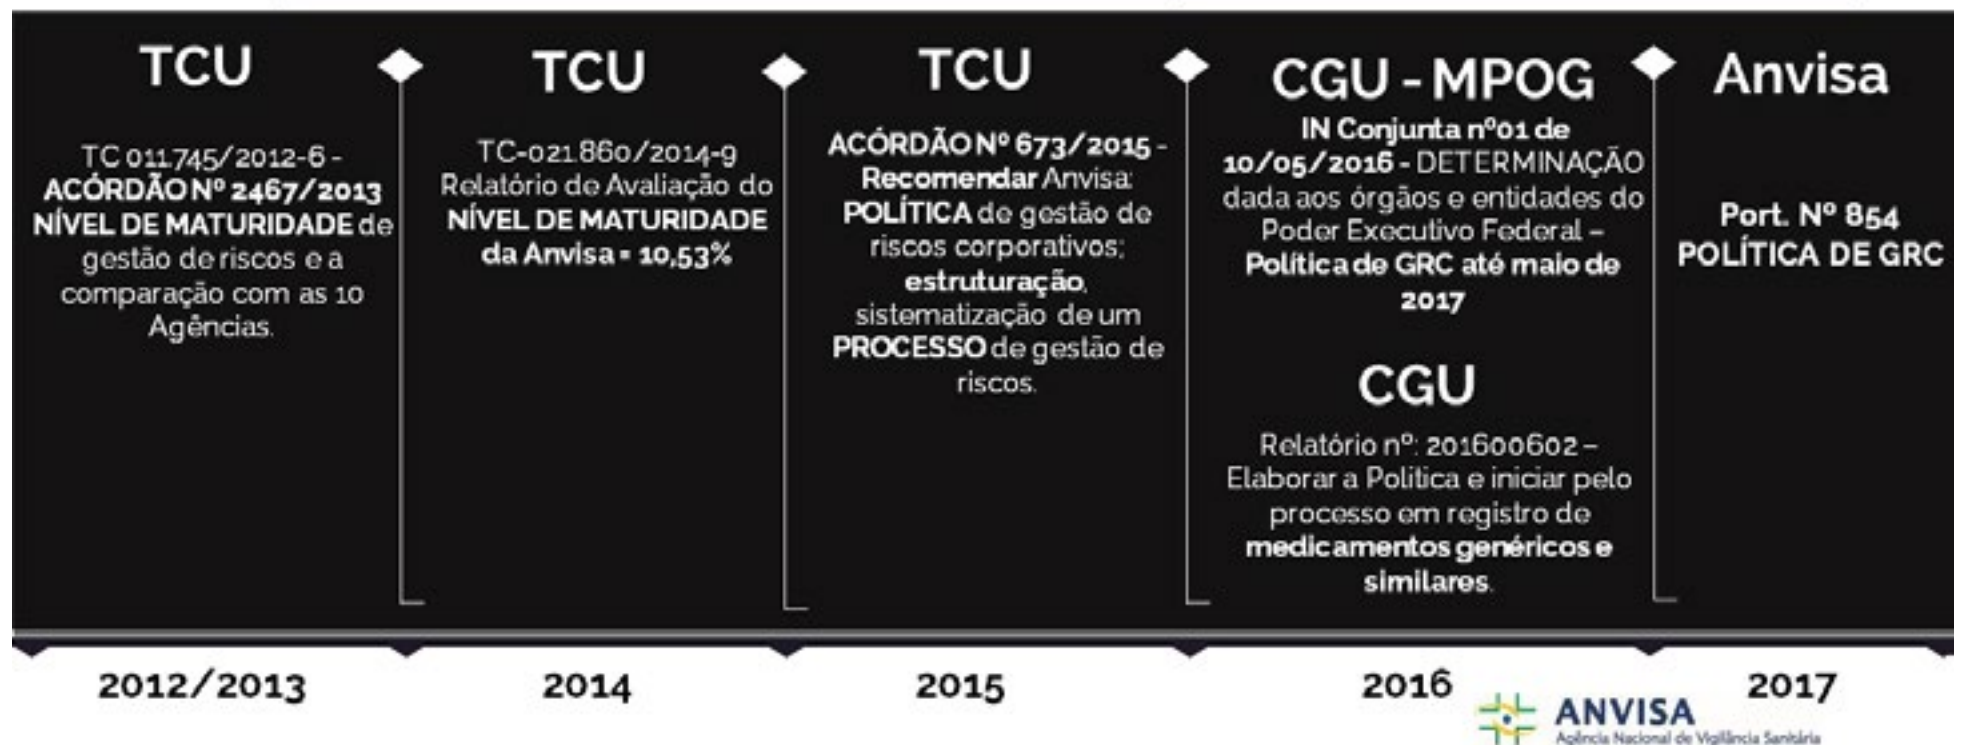 TCU
TC 011.745/2012-6 -
ACÓRDÃO Nº 2467/2013
NÍVEL DE MATURIDADE de
gestão de riscos e a
comparação com as 10
Agências.
TCU
TC-021.860/2014-9
Relatório de Avaliação do
NÍVEL DE MATURIDADE
da Anvisa = 10,53%
TCU
ACÓRDÃO Nº 673/2015 -
Recomendar Anvisa:
POLÍTICA de gestão de
riscos corporativos;
estruturação,
sistematização de um
PROCESSO de gestão de
riscos.
CGU - MPOG
IN Conjunta nº01 de
10/05/2016 - DETERMINAÇÃO
dada aos órgãos e entidades do
Poder Executivo Federal –
Política de GRC até maio de
2017
CGU
Relatório nº: 201600602 –
Elaborar a Política e iniciar pelo
processo em registro de
medicamentos genéricos e
similares.
Anvisa
Port. Nº 854
POLÍTICA DE GRC
2012/2013
2014
2015
2016
2017
ANVISA
Agência Nacional de Vigilância Sanitária